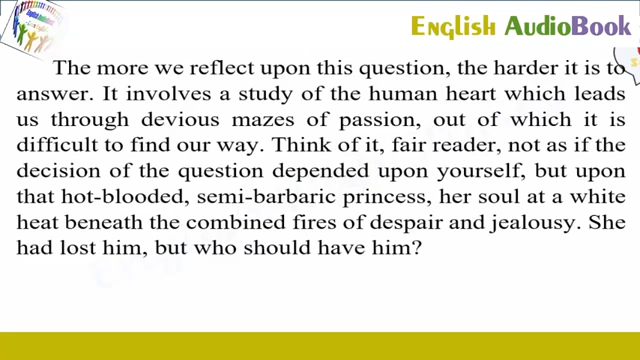 English AudioBook
The more we reflect upon this question, the harder it is to
answer. It involves a study of the human heart which leads
us through devious mazes of passion, out of which it is
difficult to find our way. Think of it, fair reader, not as if the
decision of the question depended upon yourself, but upon
that hot-blooded, semi-barbaric princess, her soul at a white
heat beneath the combined fires of despair and jealousy. She
had lost him, but who should have him?